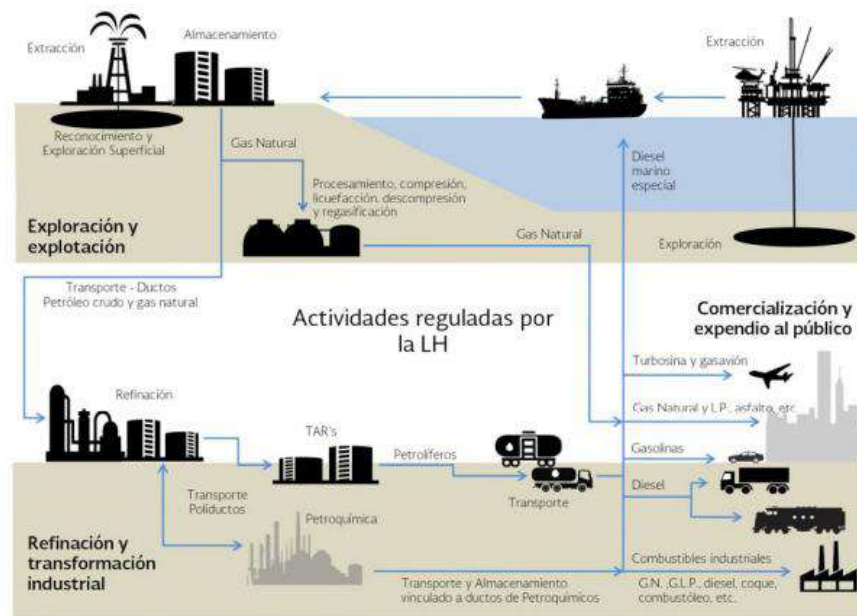 Extracción
Almacenamiento
Extracción
Reconocimiento y
Exploración Superficial
Gas Natural
Diesel
marino
especial
Procesamiento, compresión,
licuefacción, descompresión
y regasificación
Exploración y
explotación
Gas Natural
Exploración
Transporte - Ductos
Petróleo crudo y gas natural
Actividades reguladas por
la LH
Comercialización y
expendio al público
Turbosina y gasavión
Refinación
Gas Natural y L.P., asfalto, etc.
TAR's
Petrolíferos
Gasolinas
Transporte
Diesel
Transporte
Poliductos
Petroquímica
Refinación y
transformación
industrial
Combustibles industriales
Transporte y Almacenamiento
vinculado a ductos de Petroquímicos
G.N. ,G.L.P., diesel, coque,
combustóleo, etc.